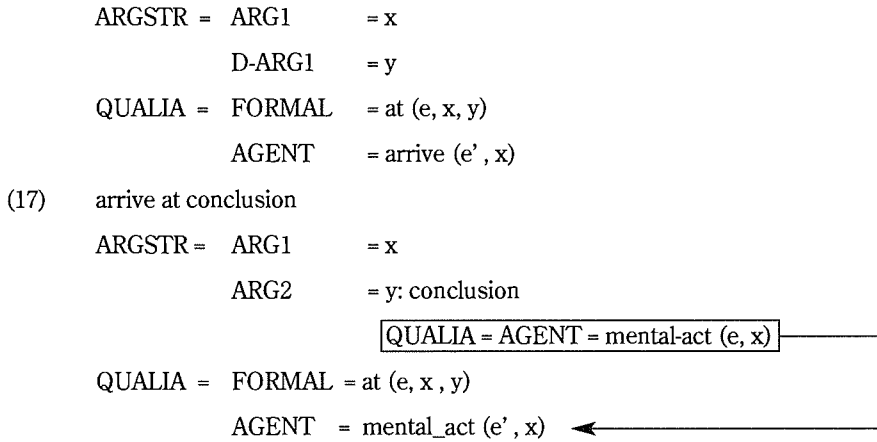 ARGSTR = ARG1 = x
D-ARG1 = y
QUALIA = FORMAL = at (e, x, y)
AGENT = arrive (e', x)
(17) arrive at conclusion
ARGSTR = ARG1 = x
ARG2 = y: conclusion
QUALIA = AGENT = mental-act (e, x)
QUALIA = FORMAL = at (e, x , y)
AGENT = mental_act (e' , x)